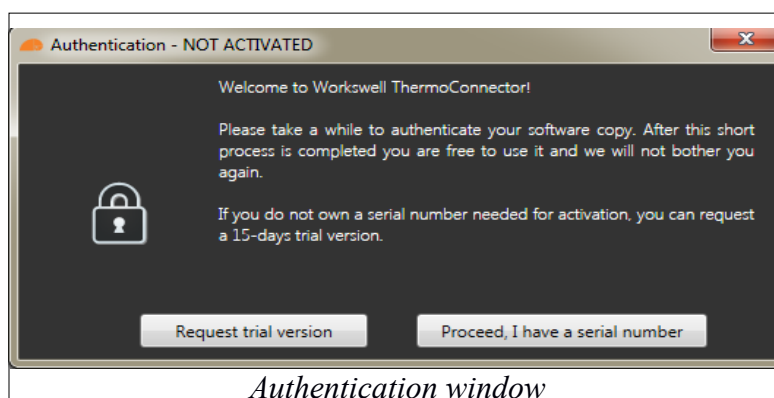 Authentication - NOT ACTIVATED
Welcome to Workswell ThermoConnector!
Please take a while to authenticate your software copy. After this short
process is completed you are free to use it and we will not bother you
again.
If you do not own a serial number needed for activation, you can request
a 15-days trial version.
Request trial version
Proceed, I have a serial number
Authentication window